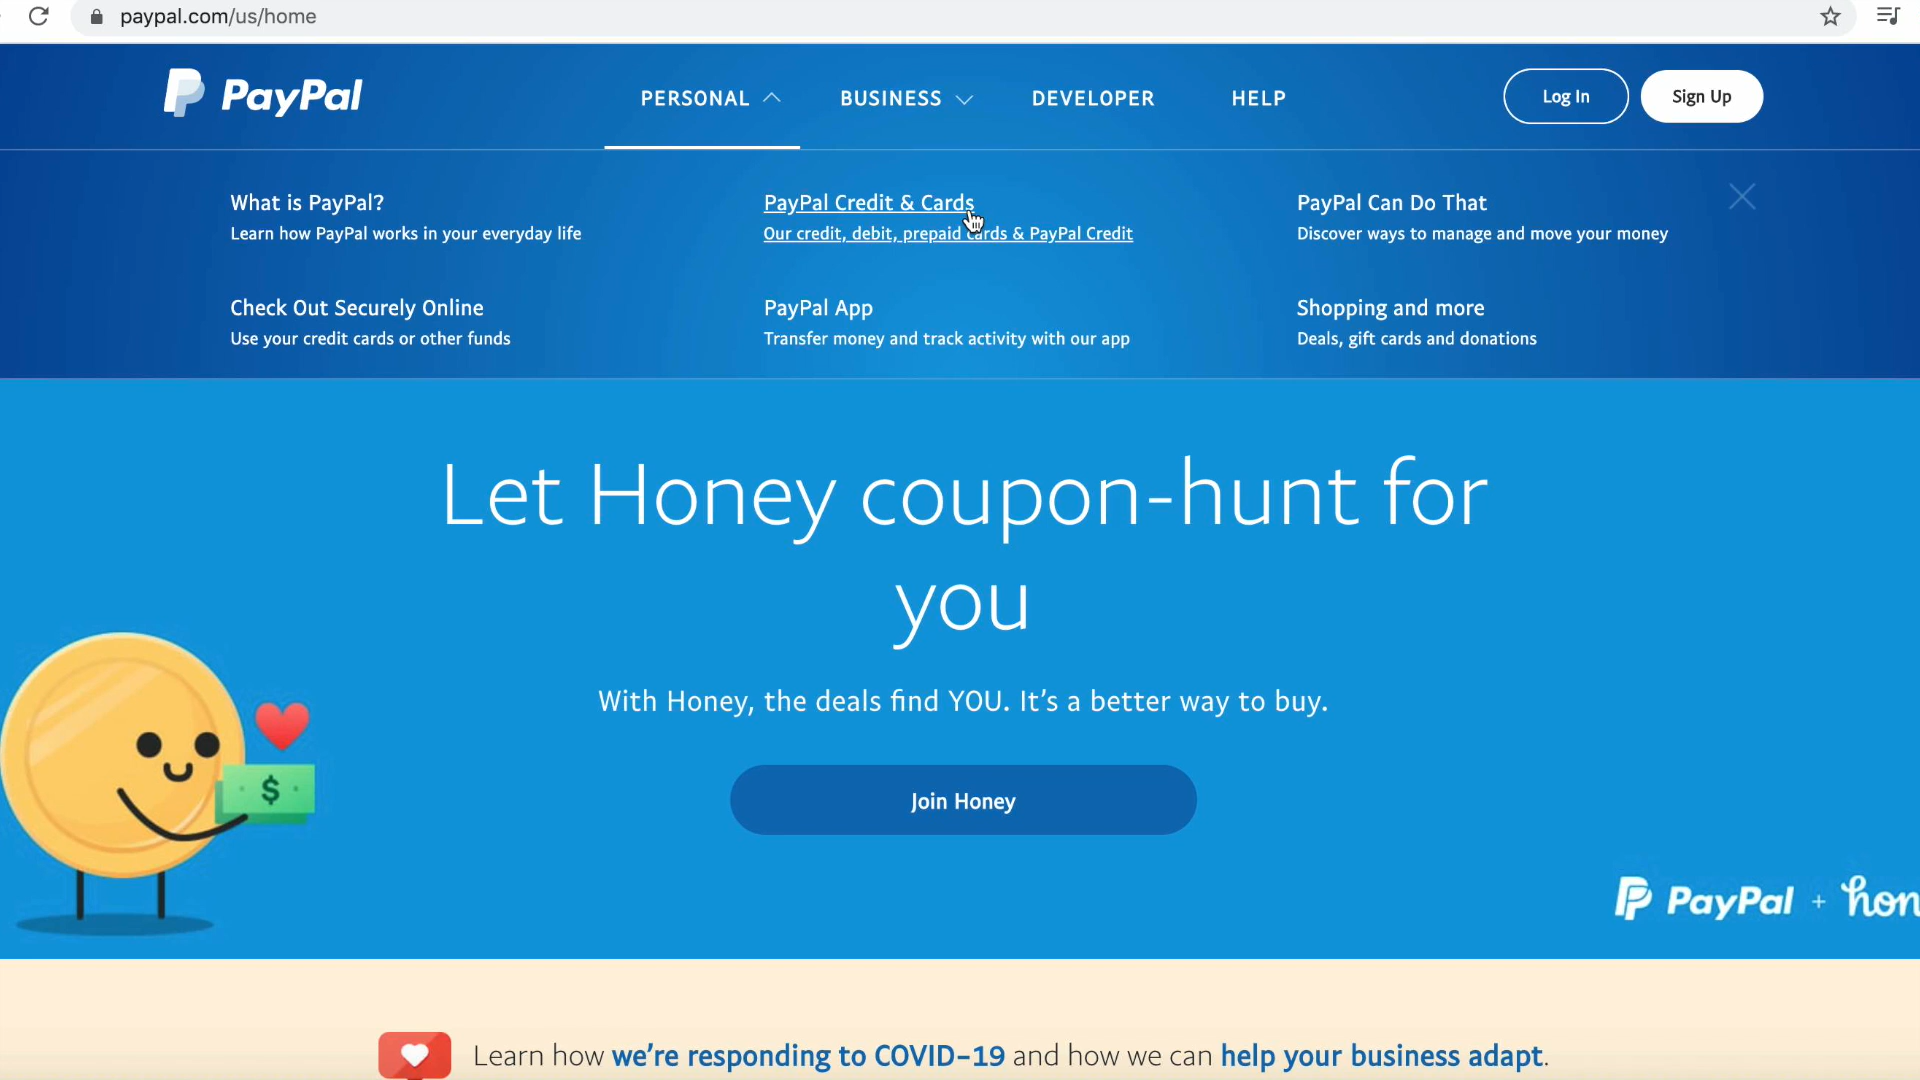 paypal.com/us/home
PayPal
PERSONAL
BUSINESS
DEVELOPER
HELP
Log In
Sign Up
What is PayPal?
Learn how PayPal works in your everyday life
PayPal Credit & Cards
Our credit, debit, prepaid cards & PayPal Credit
PayPal Can Do That
Discover ways to manage and move your money
Check Out Securely Online
Use your credit cards or other funds
PayPal App
Transfer money and track activity with our app
Shopping and more
Deals, gift cards and donations
Let Honey coupon-hunt for
you
With Honey, the deals find YOU. It’s a better way to buy.
$
Join Honey
PayPal + hon
Learn how we’re responding to COVID-19 and how we can help your business adapt.